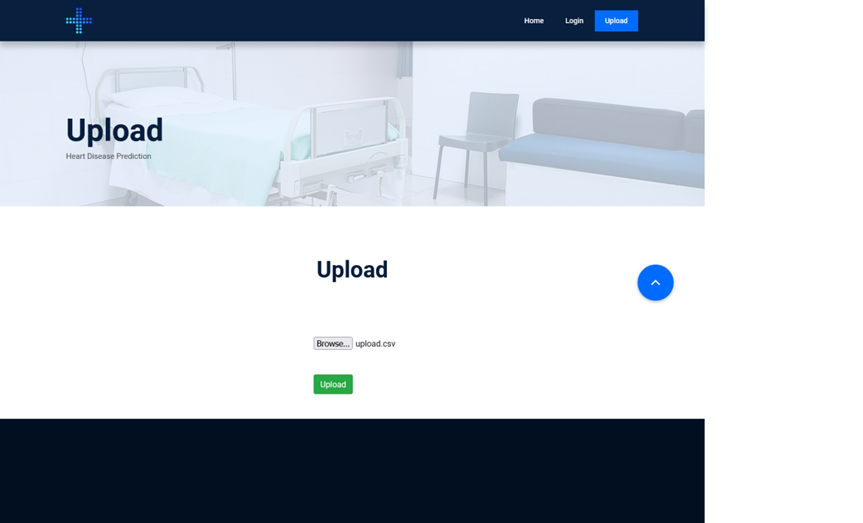 Home Login Upload
Upload
Heart Disease Prediction
Upload
Browse... upload.csv
Upload